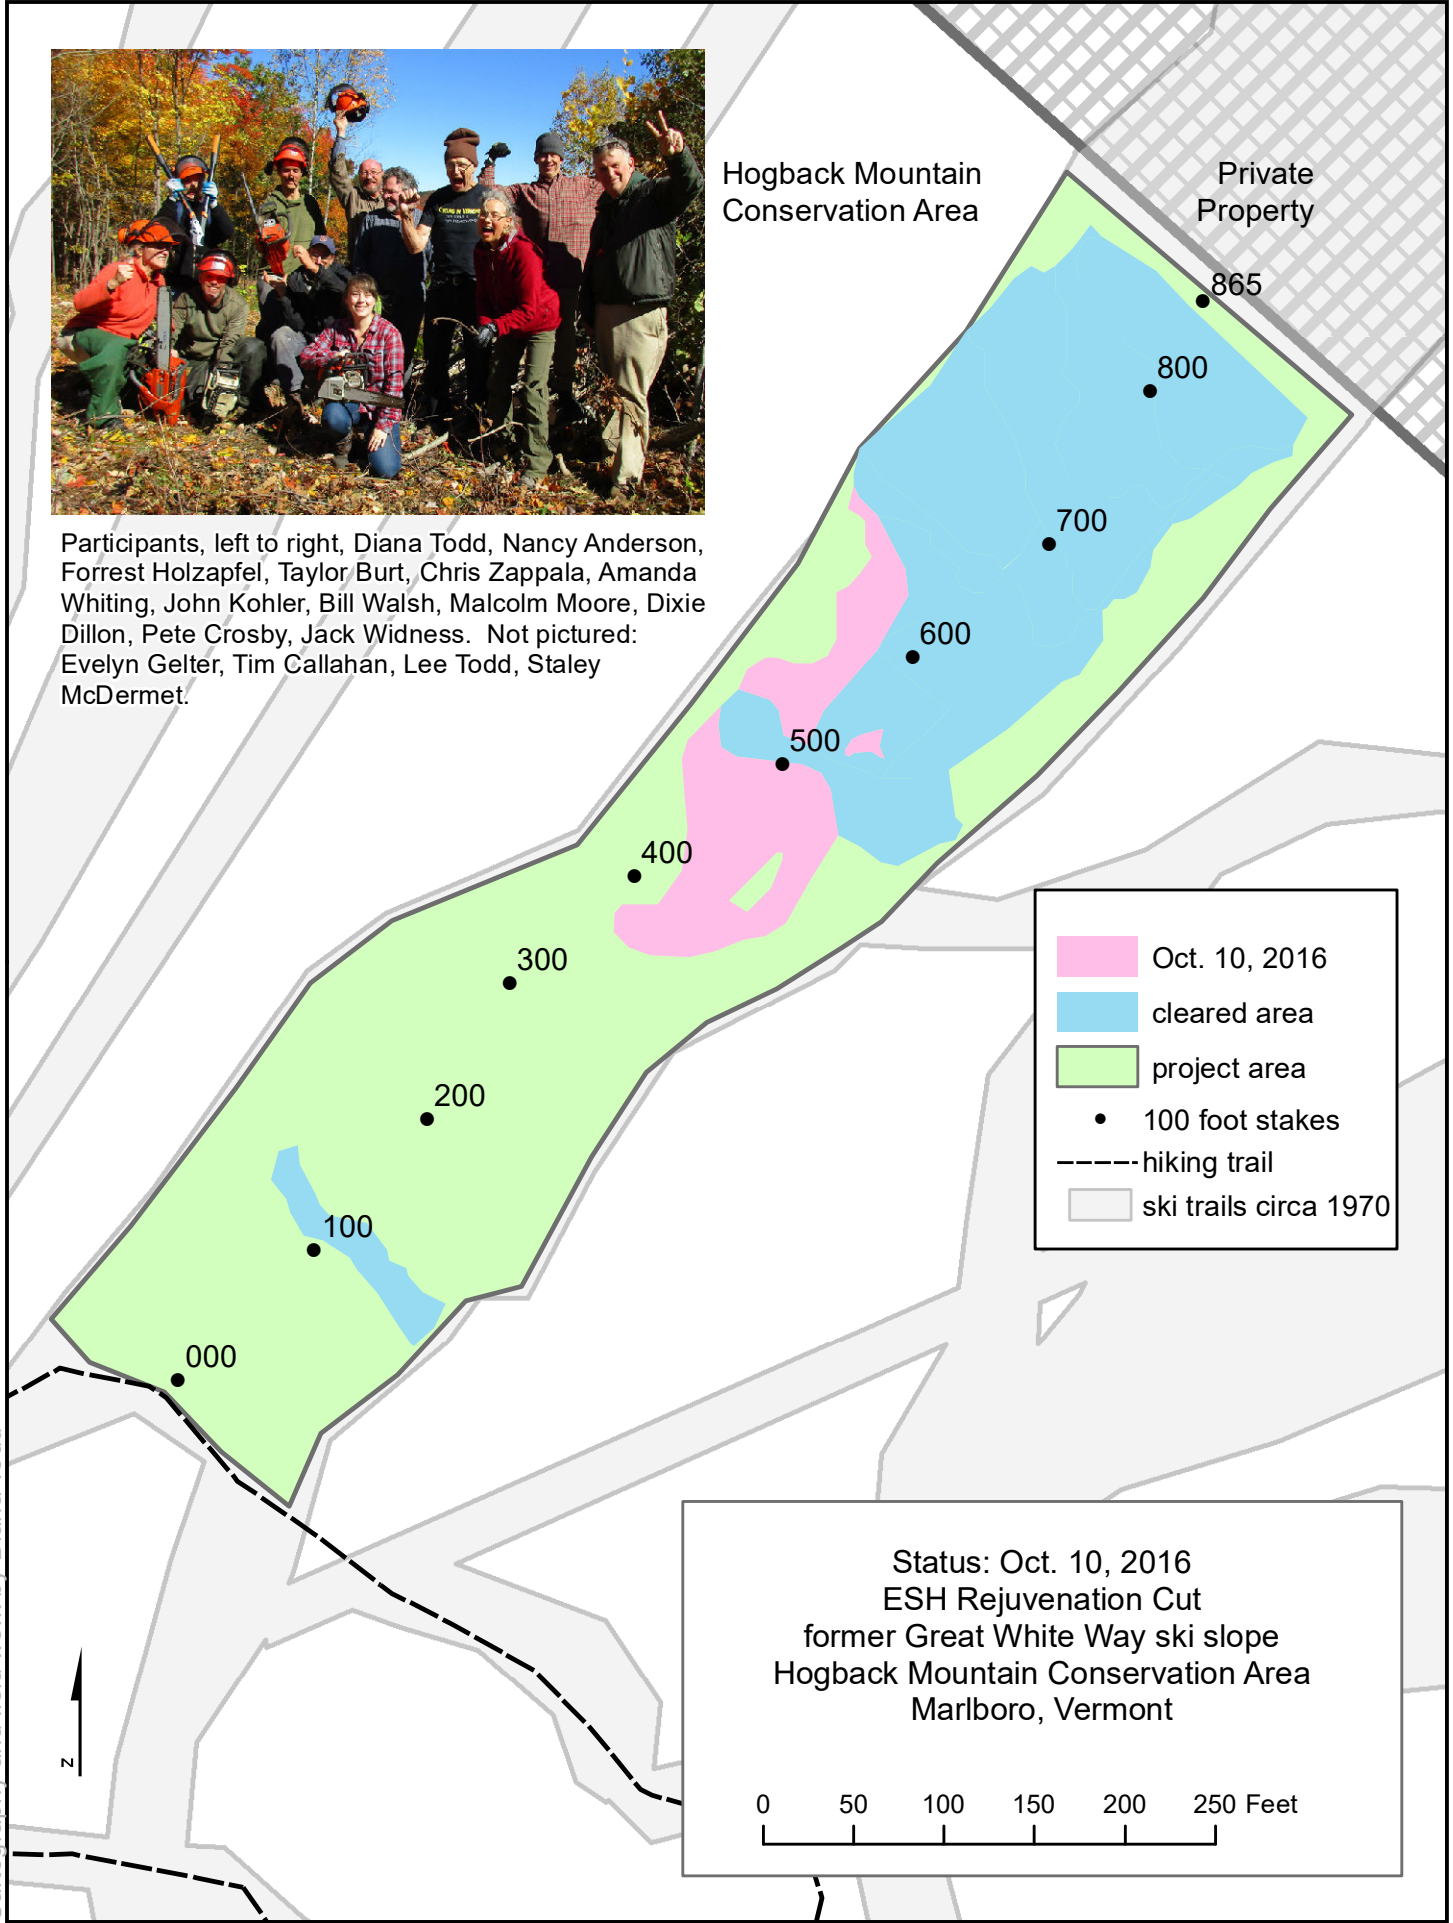 Hogback Mountain
Conservation Area
Private
Property
Participants, left to right, Diana Todd, Nancy Anderson,
Forrest Holzapfel, Taylor Burt, Chris Zappala, Amanda
Whiting, John Kohler, Bill Walsh, Malcolm Moore, Dixie
Dillon, Pete Crosby, Jack Widness.  Not pictured:
Evelyn Gelter, Tim Callahan, Lee Todd, Staley
McDermet.
865
800
700
600
500
400
300
200
100
000
Oct. 10, 2016
cleared area
project area
100 foot stakes
hiking trail
ski trails circa 1970
Status: Oct. 10, 2016
ESH Rejuvenation Cut
former Great White Way ski slope
Hogback Mountain Conservation Area
Marlboro, Vermont
0 50 100 150 200 250 Feet
z